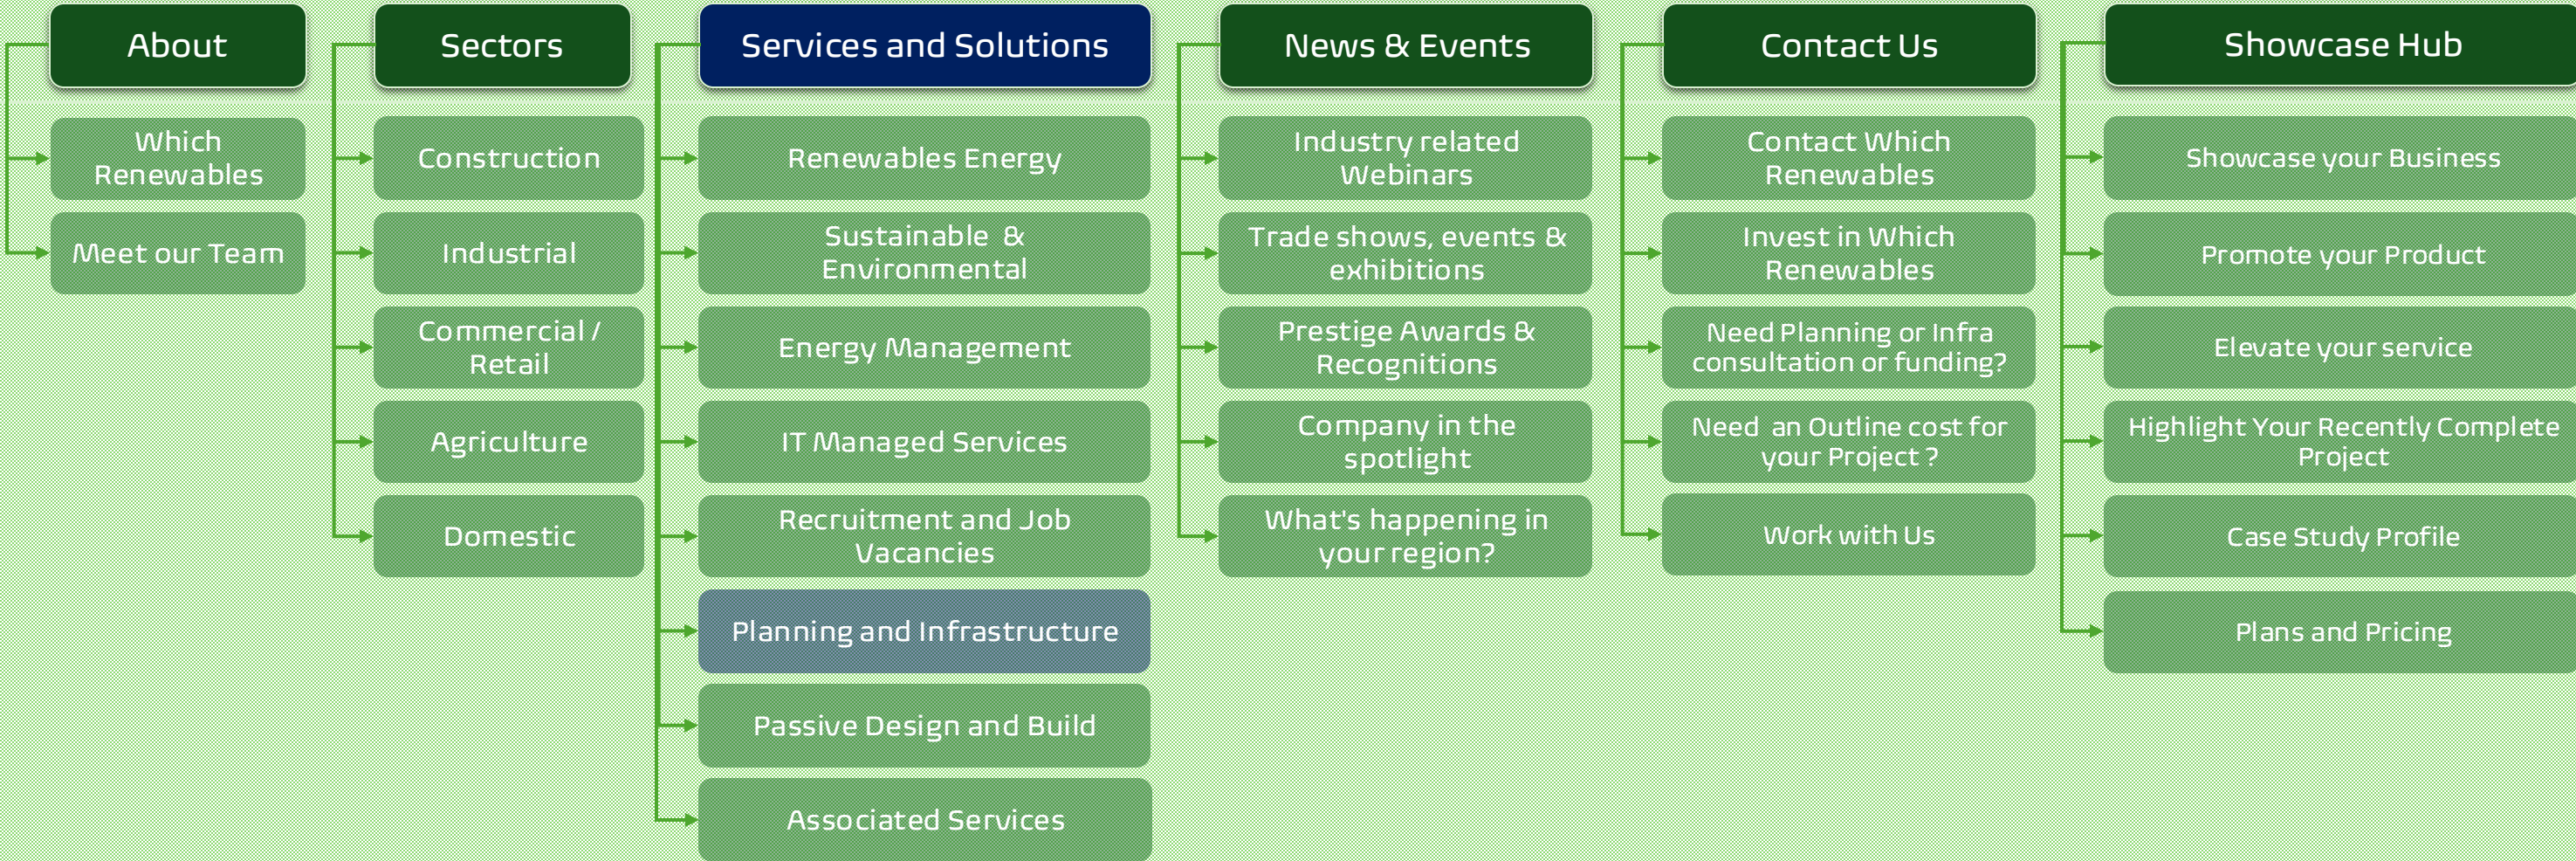 About
Which
Renewables
Meet our Team
Sectors
Construction
Industrial
Commercial /
Retail
Agriculture
Domestic
Services and Solutions
Renewables Energy
Sustainable &
Environmental
Energy Management
IT Managed Services
Recruitment and Job
Vacancies
Planning and Infrastructure
Passive Design and Build
Associated Services
News & Events
Industry related
Webinars
Trade shows, events &
exhibitions
Prestige Awards &
Recognitions
Company in the
spotlight
What's happening in
your region?
Contact Us
Contact Which
Renewables
Invest in Which
Renewables
Need Planning or Infra
consultation or funding?
Need an Outline cost for
your Project ?
Work with Us
Showcase Hub
Showcase your Business
Promote your Product
Elevate your service
Highlight Your Recently Complete
Project
Case Study Profile
Plans and Pricing